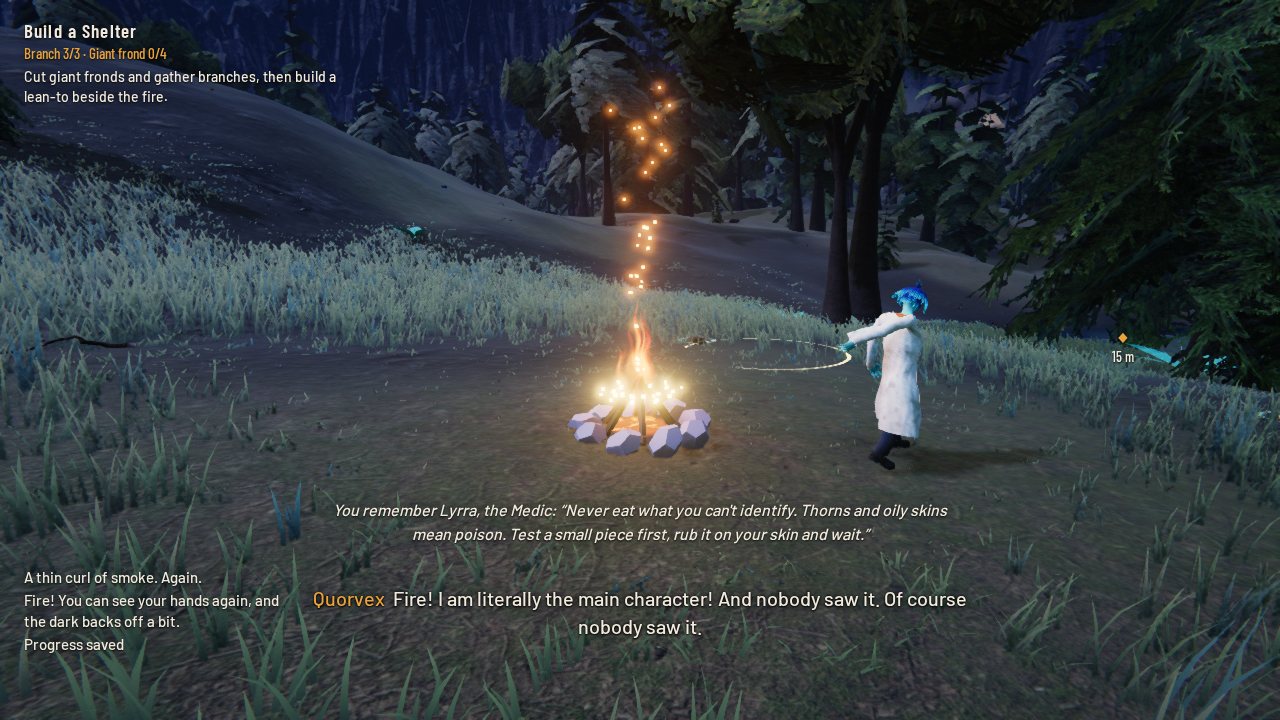 Build a Shelter
Branch 3/3 · Giant frond 0/4
Cut giant fronds and gather branches, then build a
lean-to beside the fire.
15 m
You remember Lyrra, the Medic: “Never eat what you can't identify. Thorns and oily skins
mean poison. Test a small piece first, rub it on your skin and wait.”
A thin curl of smoke. Again.
Fire! You can see your hands again, and
the dark backs off a bit.
Progress saved
Quorvex Fire! I am literally the main character! And nobody saw it. Of course
nobody saw it.